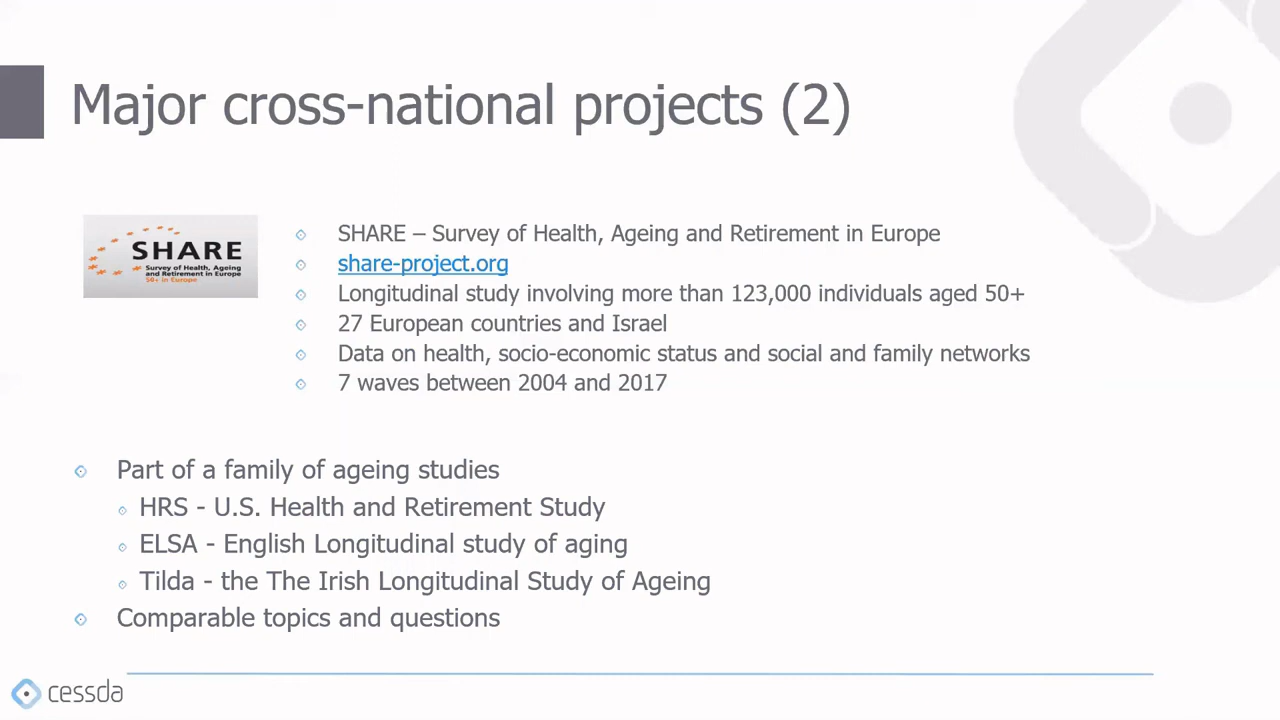 Major cross-national projects (2)
SHARE
Survey of Health, Ageing
and Retirement in Europe
50+ in Europe
SHARE – Survey of Health, Ageing and Retirement in Europe
share-project.org
Longitudinal study involving more than 123,000 individuals aged 50+
27 European countries and Israel
Data on health, socio-economic status and social and family networks
7 waves between 2004 and 2017
Part of a family of ageing studies
HRS - U.S. Health and Retirement Study
ELSA - English Longitudinal study of aging
Tilda - the The Irish Longitudinal Study of Ageing
Comparable topics and questions
cessda